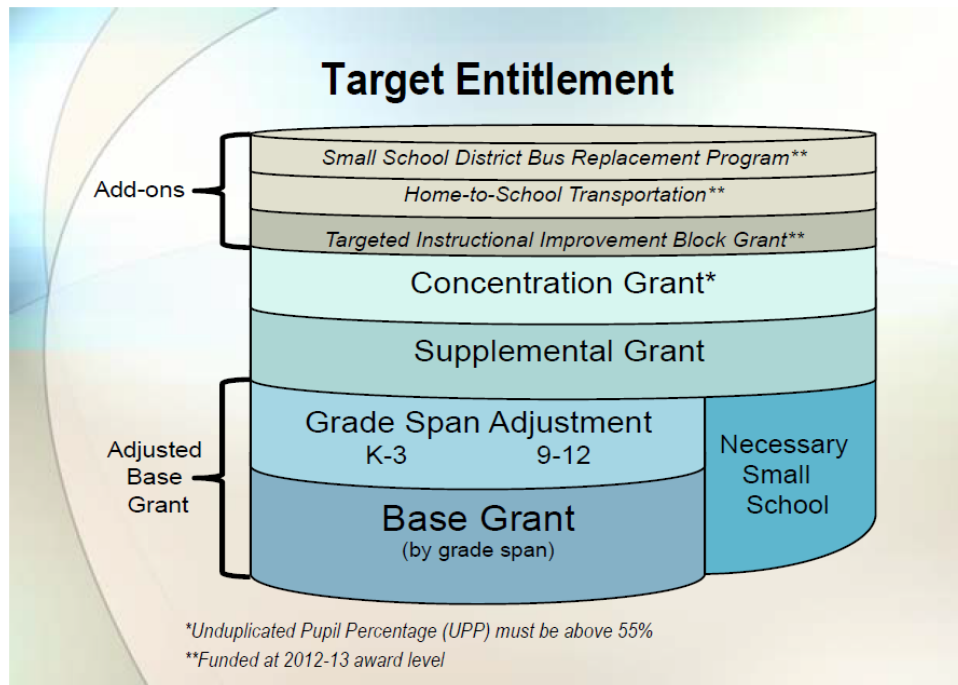 Target Entitlement
Add-ons
Small School District Bus Replacement Program**
Home-to-School Transportation**
Targeted Instructional Improvement Block Grant**
Concentration Grant*
Supplemental Grant
Adjusted
Base
Grant
Grade Span Adjustment
K-3 9-12
Base Grant
(by grade span)
Necessary
Small
School
*Unduplicated Pupil Percentage (UPP) must be above 55%
**Funded at 2012-13 award level